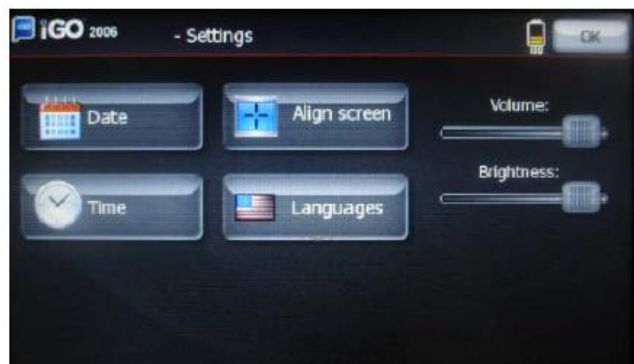 iGO 2006 - Settings OK
Date
Align screen
Volume:
Time
Languages
Brightness: